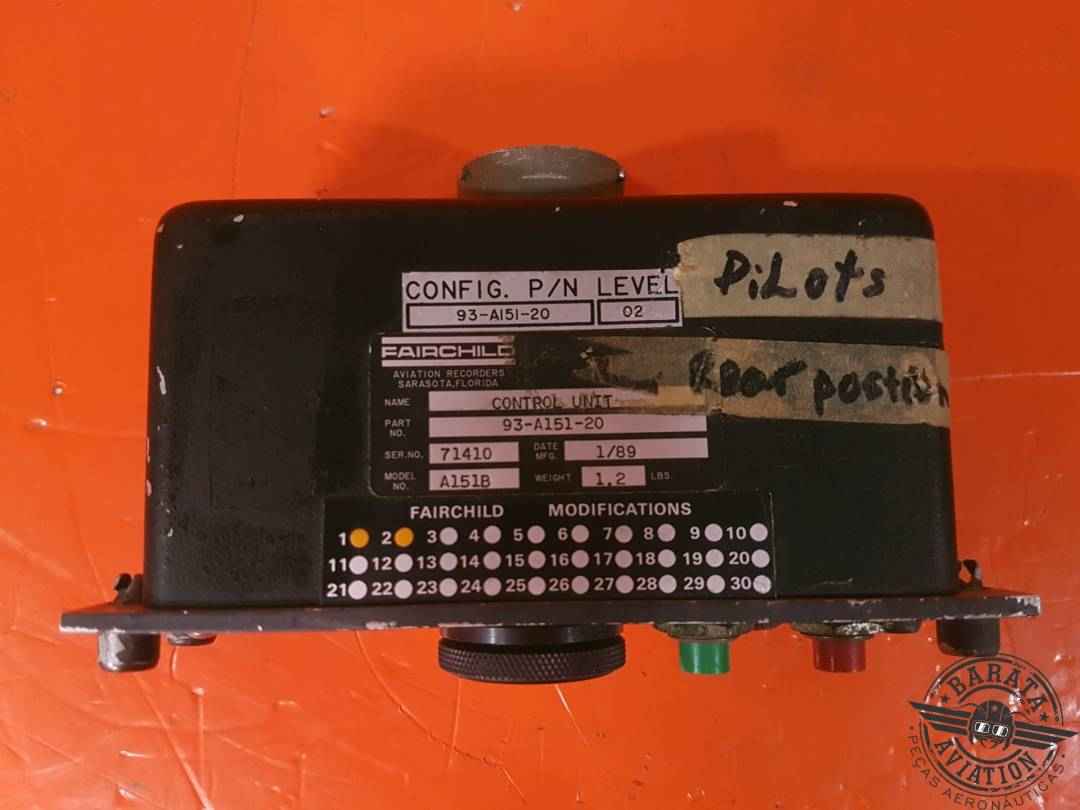 PiLots
CONFIG. P/N LEVEL
93-A151-20 02
FAIRCHILD
Rear
AVIATION RECORDERS
SARASOTA, FLORIDA
NAME CONTROL UNIT
PART NO. 93-A151-20
SER.NO. 71410 DATE MFG. 1/89
MODEL NO. A151B WEIGHT 1.2 LBS.
FAIRCHILD MODIFICATIONS
1 2 3 4 5 6 7 8 9 10
11 12 13 14 15 16 17 18 19 20
21 22 23 24 25 26 27 28 29 30
BARATA
AVIATION
PEÇAS AERONÁUTICAS